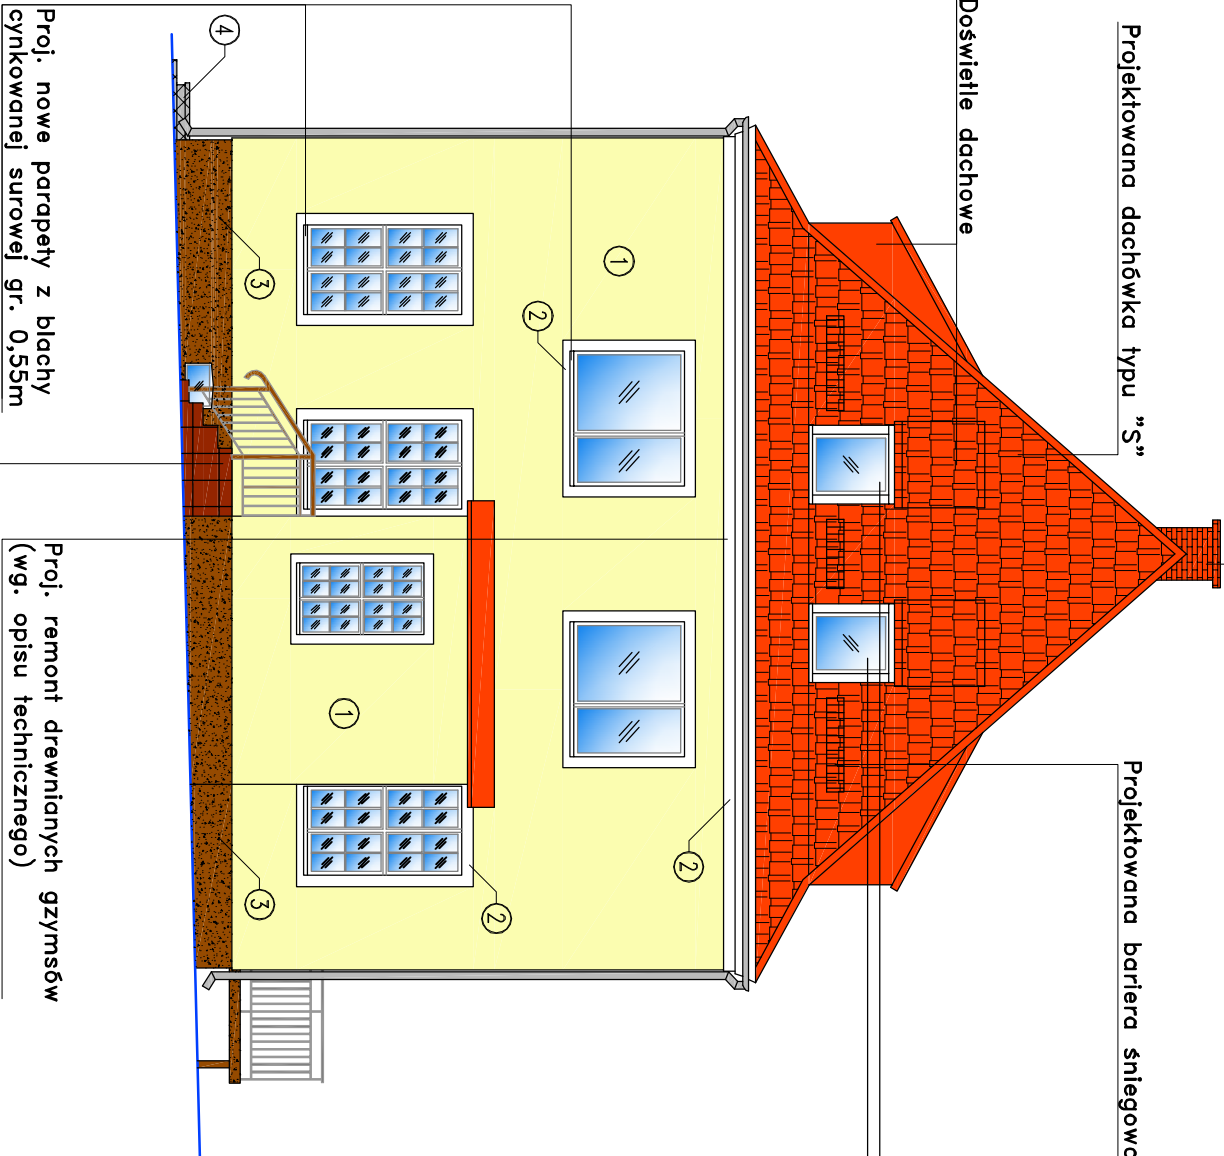 Projektowana dachówka typu "S"
Projektowana bariera śniegowa
Doświetle dachowe
1
2
2
1
2
3
3
4
Proj. remont drewnianych gzymsów
(wg. opisu technicznego)
Proj. nowe parapety z blachy
cynkowanej surowej gr. 0,55m